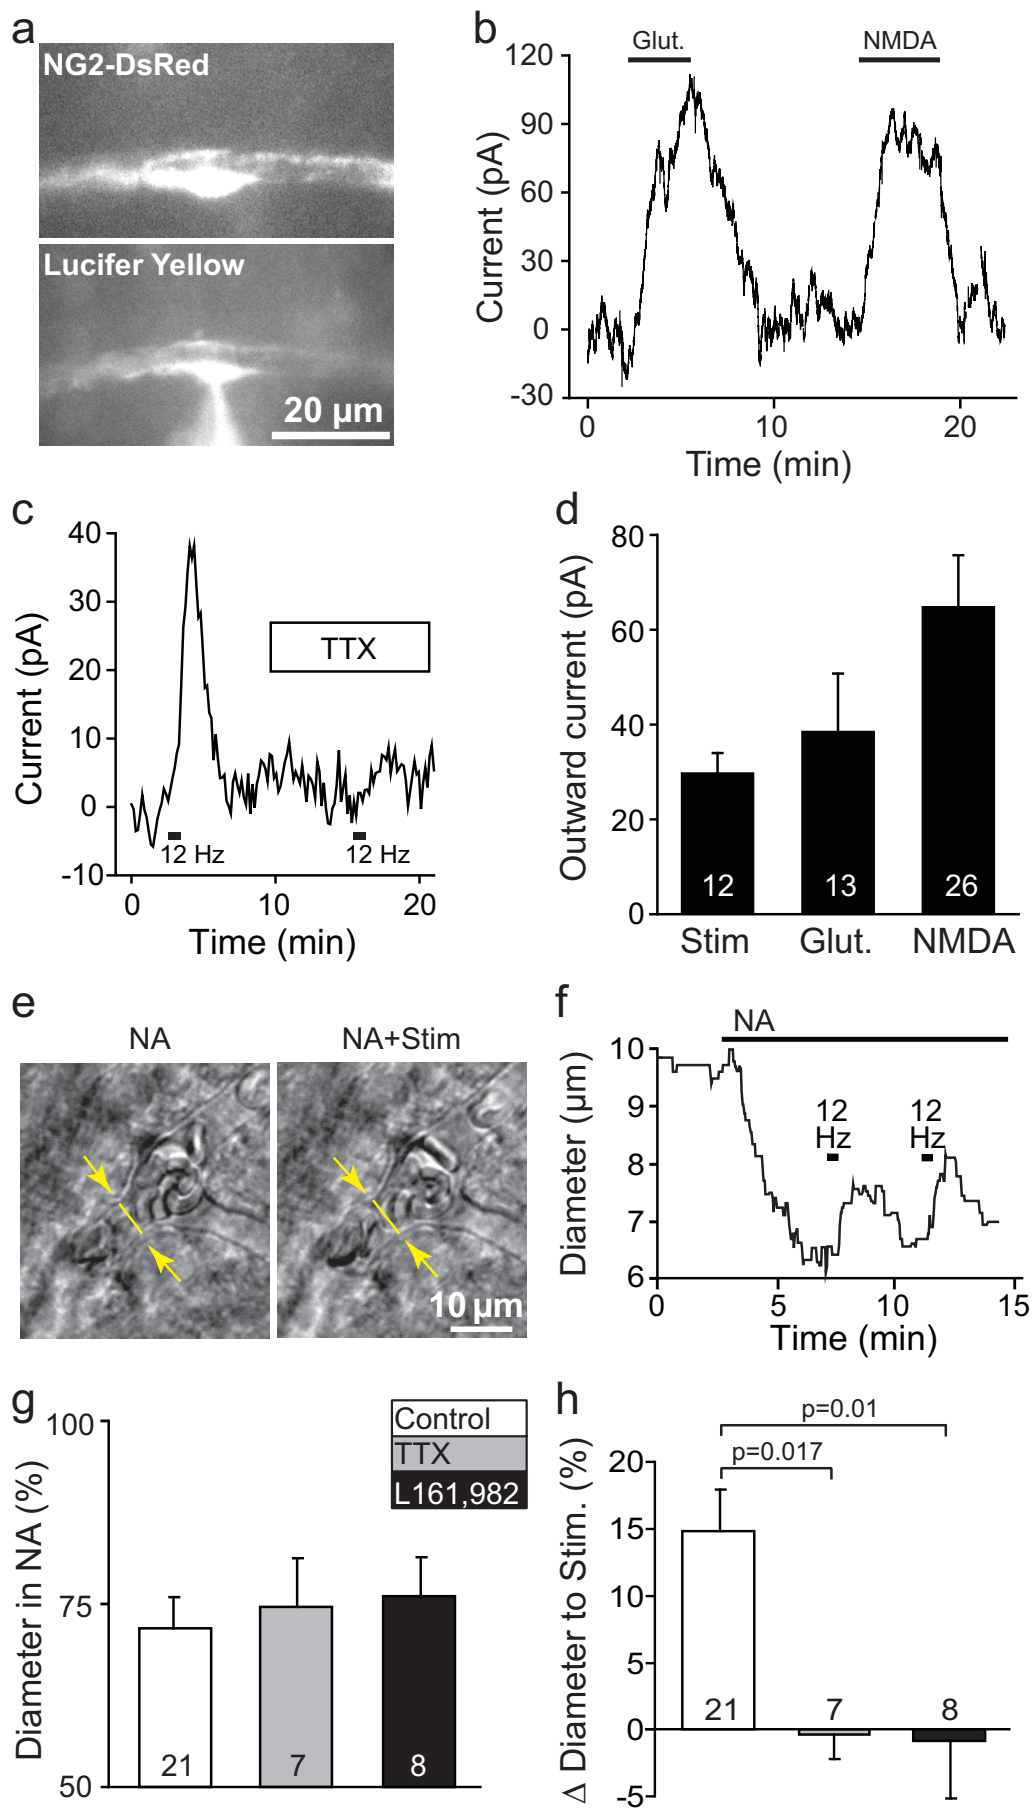 a
NG2-DsRed
Lucifer Yellow
20 µm
b
Glut.
NMDA
120
90
60
30
0
-30
Current (pA)
0
10
20
Time (min)
c
40
30
20
10
0
-10
Current (pA)
TTX
12 Hz
12 Hz
0
10
20
Time (min)
d
80
60
40
20
0
Outward current (pA)
12
13
26
Stim
Glut.
NMDA
e
NA
NA+Stim
10 µm
f
NA
10
9
8
7
6
Diameter (µm)
12
Hz
12
Hz
0
5
10
15
Time (min)
g
100
75
50
Diameter in NA (%)
Control
TTX
L161,982
21
7
8
h
p=0.01
p=0.017
20
15
10
5
0
-5
Δ Diameter to Stim. (%)
21
7
8